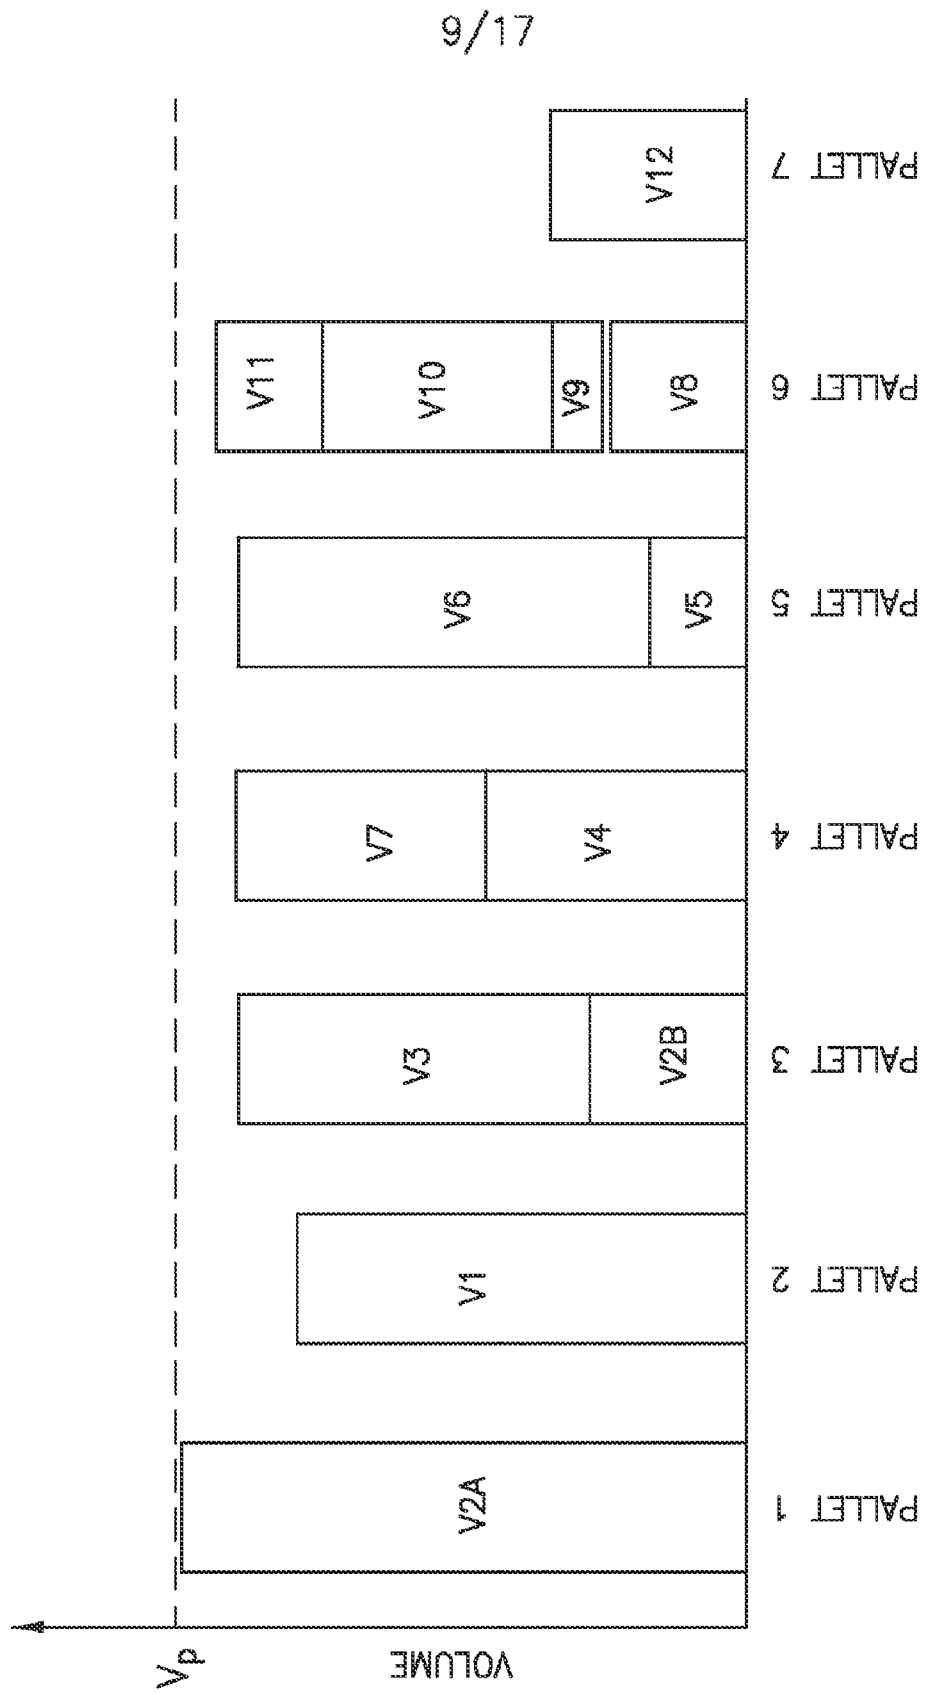 9/17
Vp
VOLUME
V2A
V1
V3
V2B
V7
V4
V6
V5
V11
V10
V9
V8
V12
PALLET 1
PALLET 2
PALLET 3
PALLET 4
PALLET 5
PALLET 6
PALLET 7